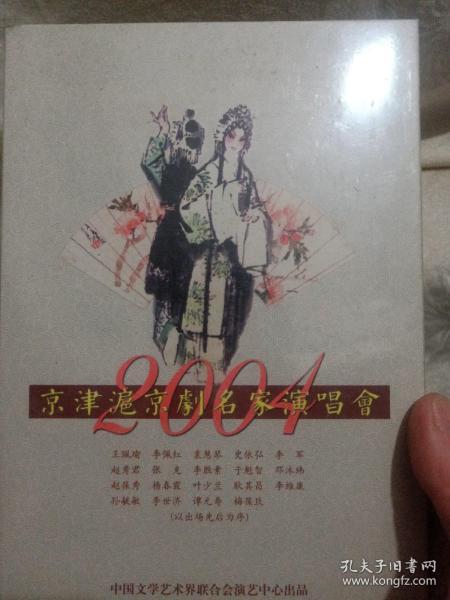 2004
京津滬京劇名家演唱會
王珮瑜 李佩红 袁慧琴 史依弘 李军
赵秀君 张克 李胜素 于魁智 邓沐玮
赵葆秀 杨春霞 叶少兰 耿其昌 李维康
孙毓敏 李世济 谭元寿 梅葆玖
(以出场先后为序)
中国文学艺术界联合会演艺中心出品
孔夫子旧书网
www.kongfz.com